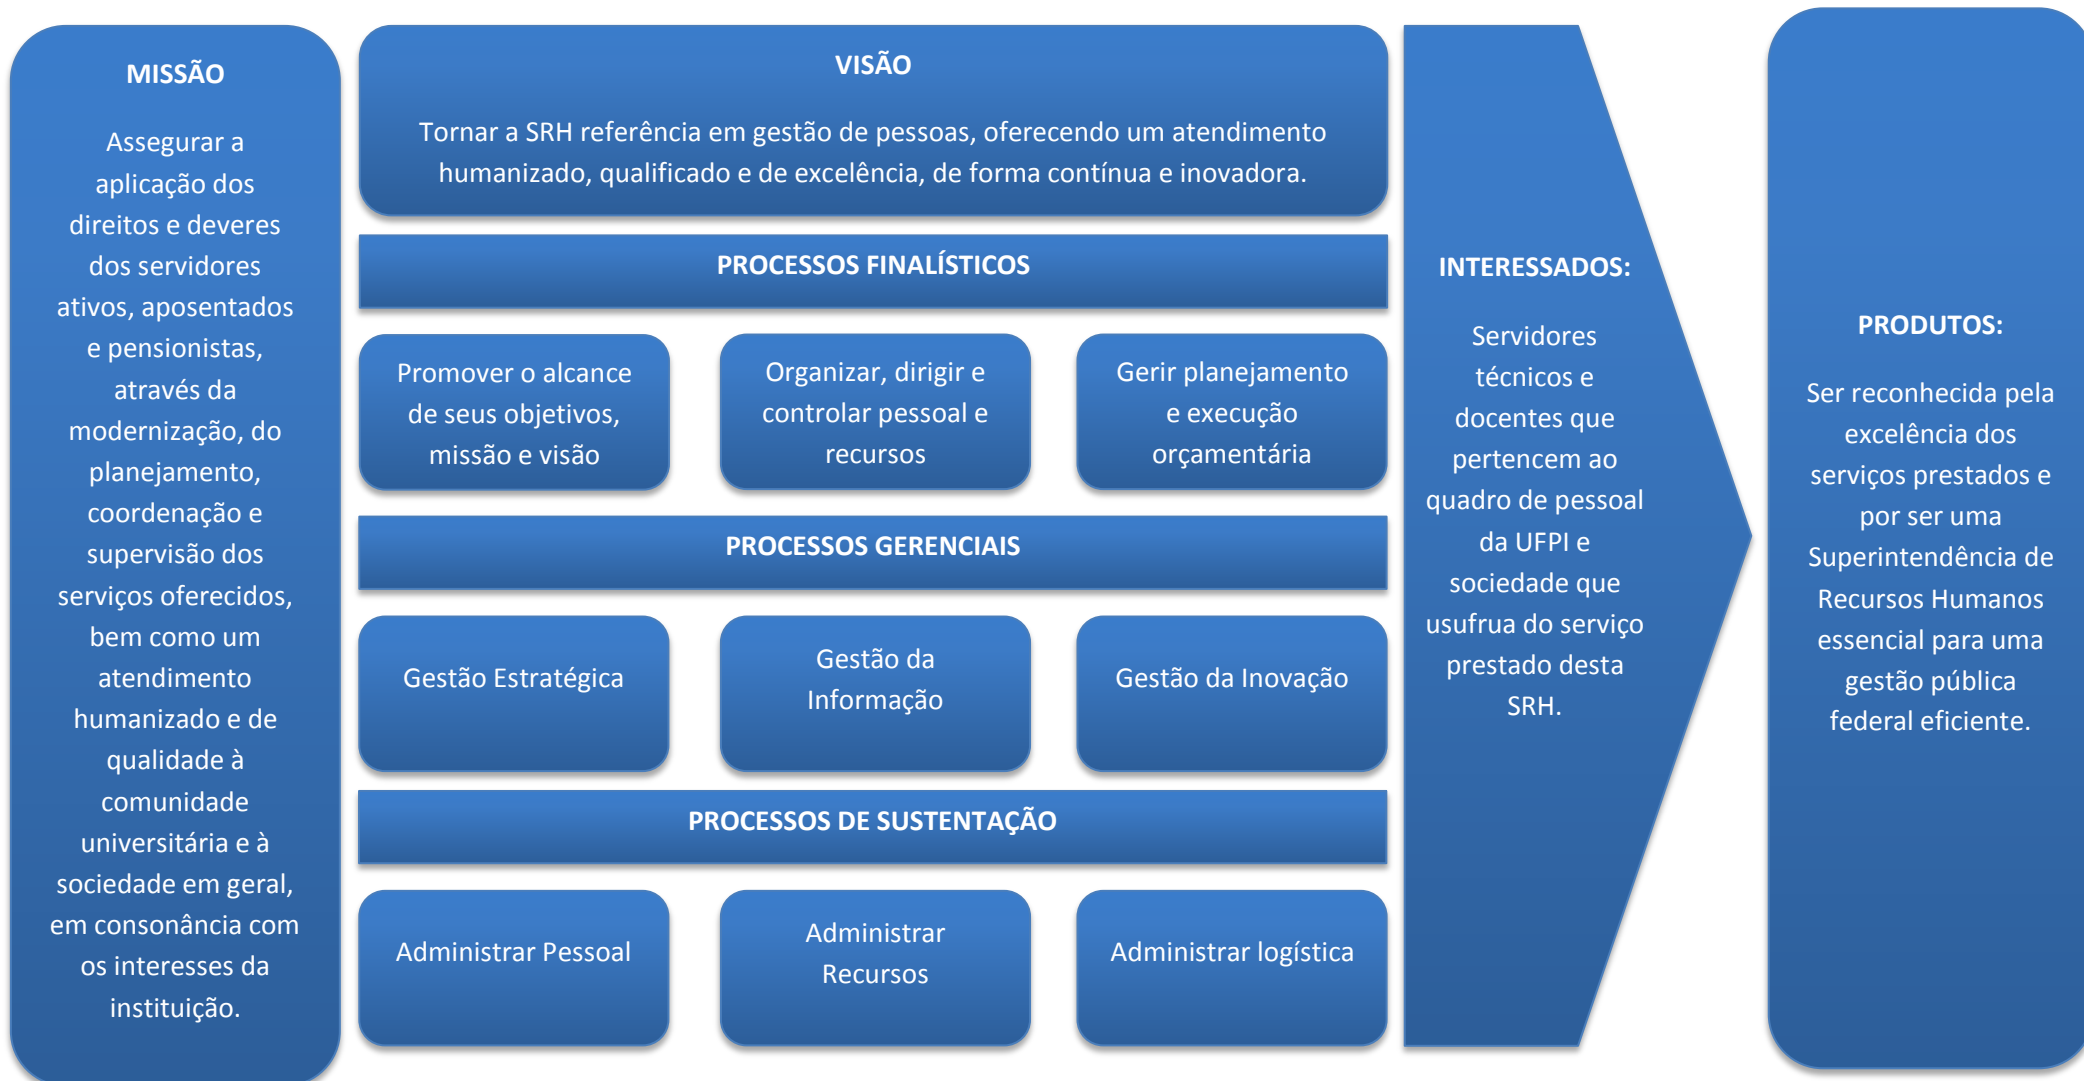 MISSÃO
Assegurar a
aplicação dos
direitos e deveres
dos servidores
ativos, aposentados
e pensionistas,
através da
modernização, do
planejamento,
coordenação e
supervisão dos
serviços oferecidos,
bem como um
atendimento
humanizado e de
qualidade à
comunidade
universitária e à
sociedade em geral,
em consonância com
os interesses da
instituição.
VISÃO
Tornar a SRH referência em gestão de pessoas, oferecendo um atendimento
humanizado, qualificado e de excelência, de forma contínua e inovadora.
PROCESSOS FINALÍSTICOS
Promover o alcance
de seus objetivos,
missão e visão
Organizar, dirigir e
controlar pessoal e
recursos
Gerir planejamento
e execução
orçamentária
PROCESSOS GERENCIAIS
Gestão Estratégica
Gestão da
Informação
Gestão da Inovação
PROCESSOS DE SUSTENTAÇÃO
Administrar Pessoal
Administrar
Recursos
Administrar logística
INTERESSADOS:
Servidores
técnicos e
docentes que
pertencem ao
quadro de pessoal
da UFPI e
sociedade que
usufrua do serviço
prestado desta
SRH.
PRODUTOS:
Ser reconhecida pela
excelência dos
serviços prestados e
por ser uma
Superintendência de
Recursos Humanos
essencial para uma
gestão pública
federal eficiente.